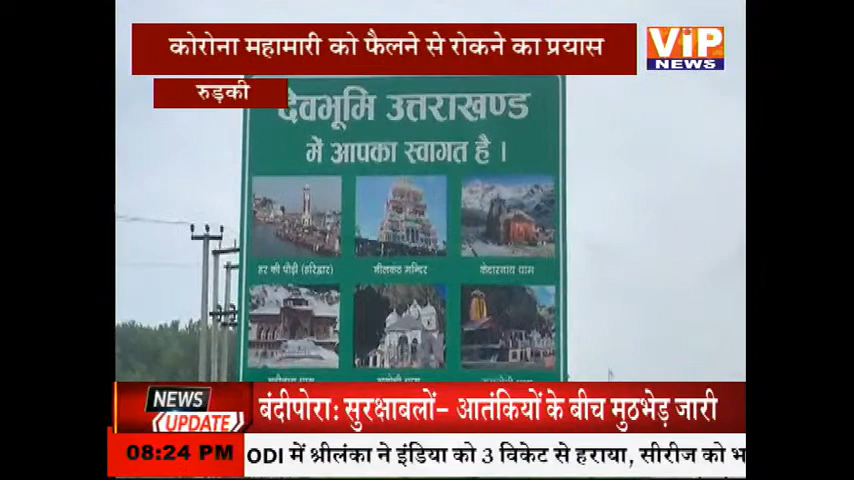 कोरोना महामारी को फैलने से रोकने का प्रयास
VIP
NEWS
रुड़की
देवभूमि उत्तराखण्ड
में आपका स्वागत है ।
हर की पौड़ी (हरिद्वार)
नीलकंठ मन्दिर
केदारनाथ धाम
NEWS
UPDATE
बंदीपोरा: सुरक्षाबलों- आतंकियों के बीच मुठभेड़ जारी
08:24 PM
ODI में श्रीलंका ने इंडिया को 3 विकेट से हराया, सीरीज को भ